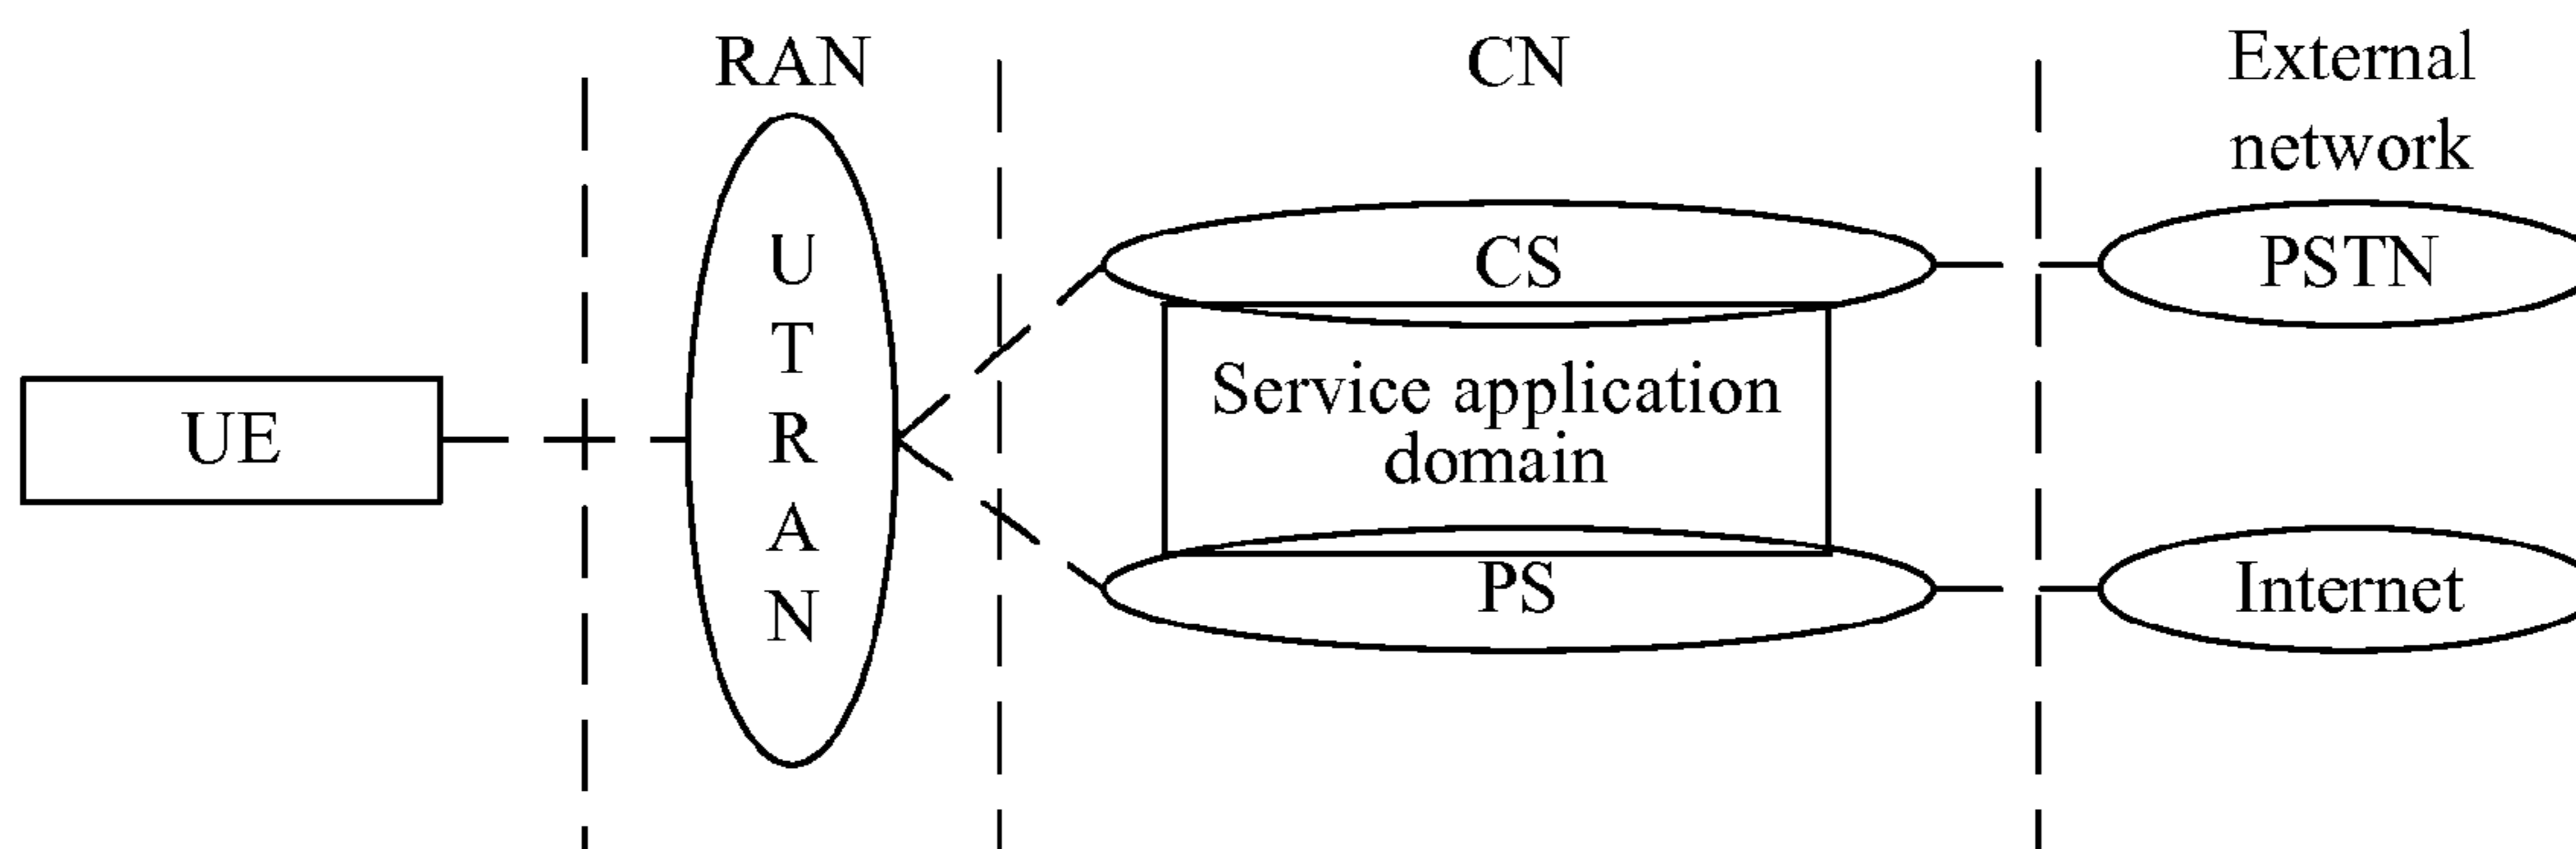 RAN
CN
External
network
UE
U
T
R
A
N
CS
Service application
domain
PS
PSTN
Internet